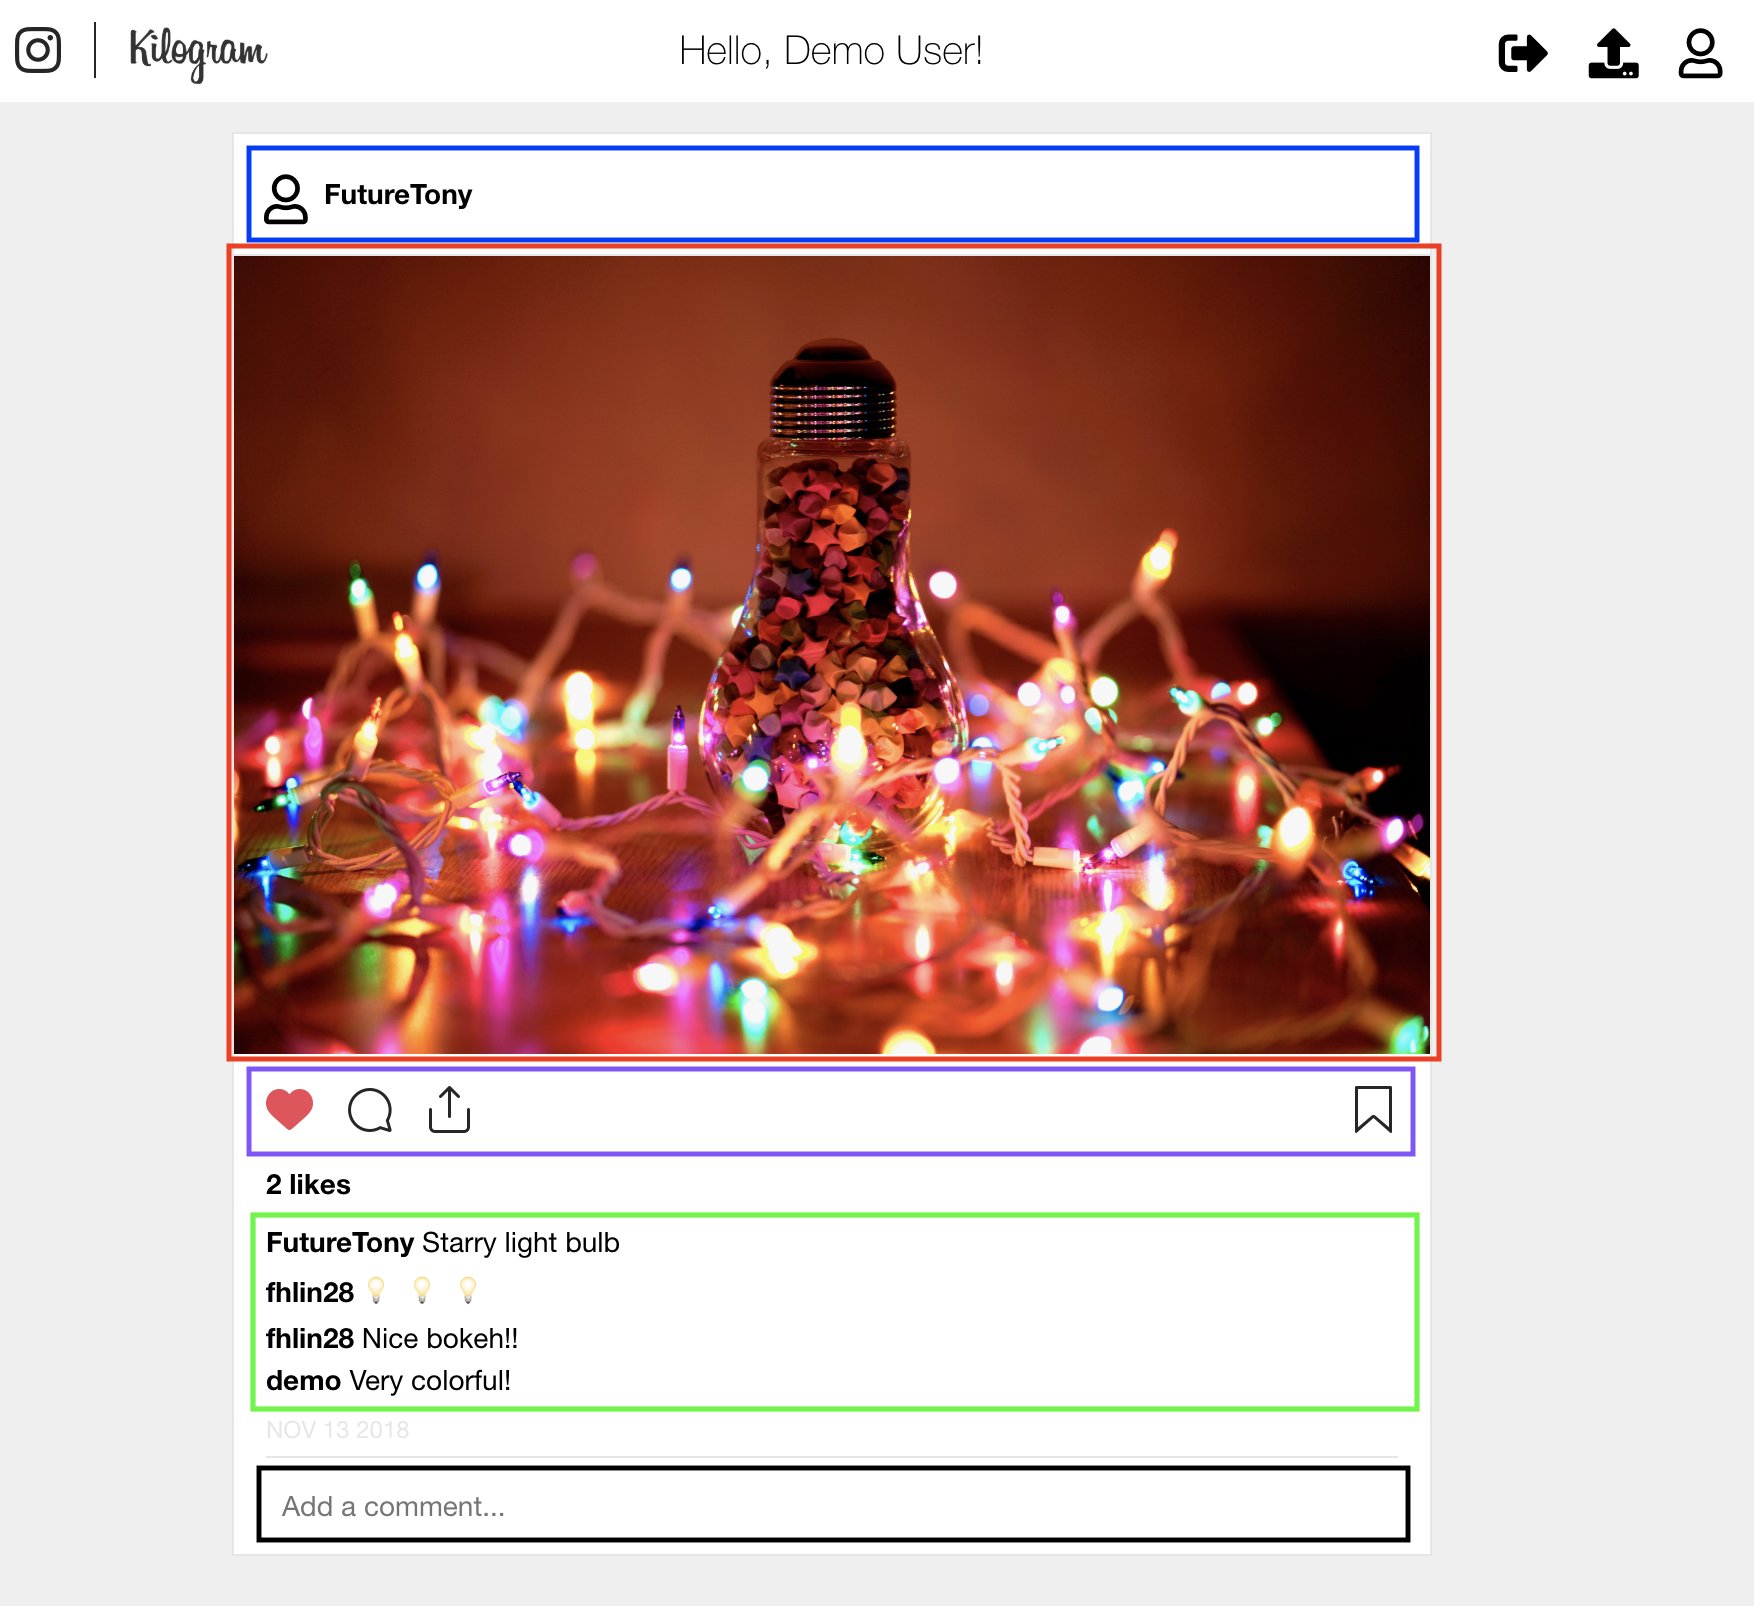 Kilogram
Hello, Demo User!
FutureTony
2 likes
FutureTony Starry light bulb
fhlin28 💡 💡 💡
fhlin28 Nice bokeh!!
demo Very colorful!
NOV 13 2018
Add a comment...